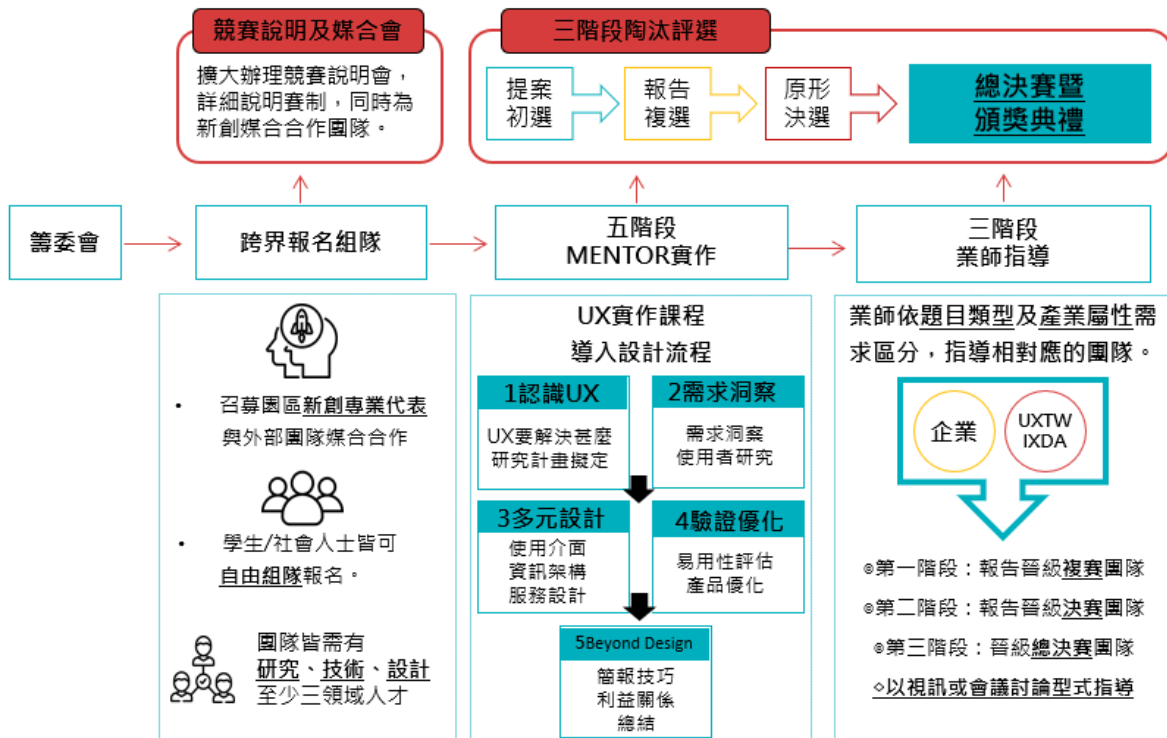 競賽說明及媒合會
擴大辦理競賽說明會，
詳細說明賽制，同時為
新創媒合合作團隊。
三階段陶汰評選
提案
初選
報告
複選
原形
決選
總決賽暨
頒獎典禮
籌委會
跨界報名組隊
五階段
MENTOR實作
三階段
業師指導
• 召募園區新創專業代表
與外部團隊媒合合作
• 學生/社會人士皆可
自由組隊報名。
團隊皆需有
研究、技術、設計
至少三領域人才
UX實作課程
導入設計流程
1認識UX
UX要解決甚麼
研究計畫擬定
2需求洞察
需求洞察
使用者研究
3多元設計
使用介面
資訊架構
服務設計
4驗證優化
易用性評估
產品優化
5Beyond Design
簡報技巧
利益關係
總結
業師依題目類型及產業屬性需
求區分，指導相對應的團隊。
企業
UXTW
IXDA
◎第一階段：報告晉級複賽團隊
◎第二階段：報告晉級決賽團隊
◎第三階段：晉級總決賽團隊
◇以視訊或會議討論型式指導